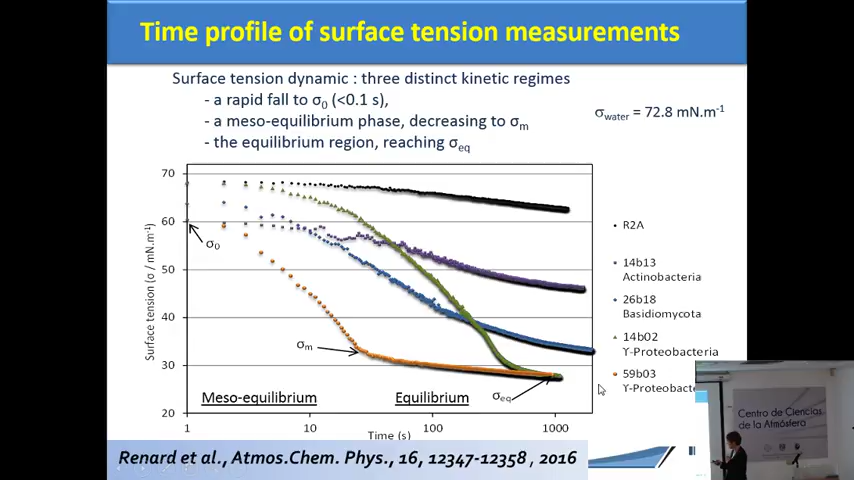 Time profile of surface tension measurements
Surface tension dynamic : three distinct kinetic regimes
- a rapid fall to σ0 (<0.1 s),
- a meso-equilibrium phase, decreasing to σm
- the equilibrium region, reaching σeq
σwater = 72.8 mN.m-1
70
60
50
40
30
20
Surface tension (σ / mN.m-1)
σ0
σm
σeq
Meso-equilibrium
Equilibrium
1
10
100
1000
Time (s)
R2A
14b13
Actinobacteria
26b18
Basidiomycota
14b02
ϒ-Proteobacteria
59b03
ϒ-Proteobacte
Renard et al., Atmos.Chem. Phys., 16, 12347-12358 , 2016
Centro de Ciencias
de la Atmósfera